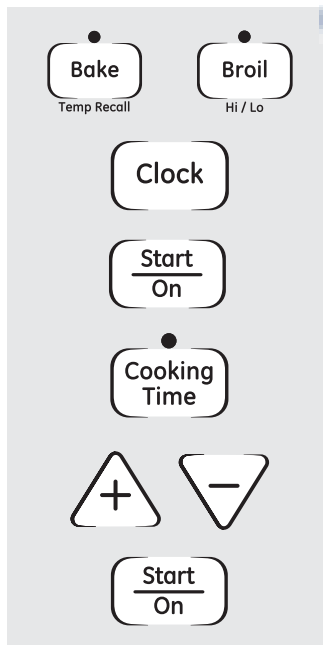 Bake Broil
Temp Recall Hi / Lo
Clock
Start
On
Cooking
Time
+ −
Start
On